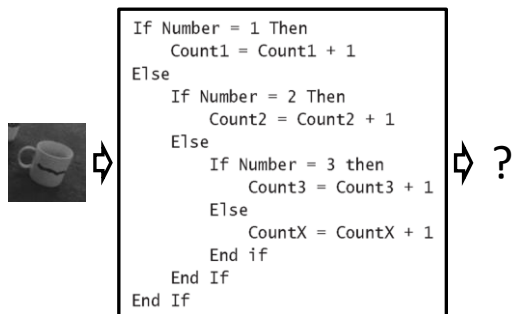 If Number = 1 Then
Count1 = Count1 + 1
Else
If Number = 2 Then
Count2 = Count2 + 1
Else
If Number = 3 then
Count3 = Count3 + 1
Else
CountX = CountX + 1
End if
End If
End If
?